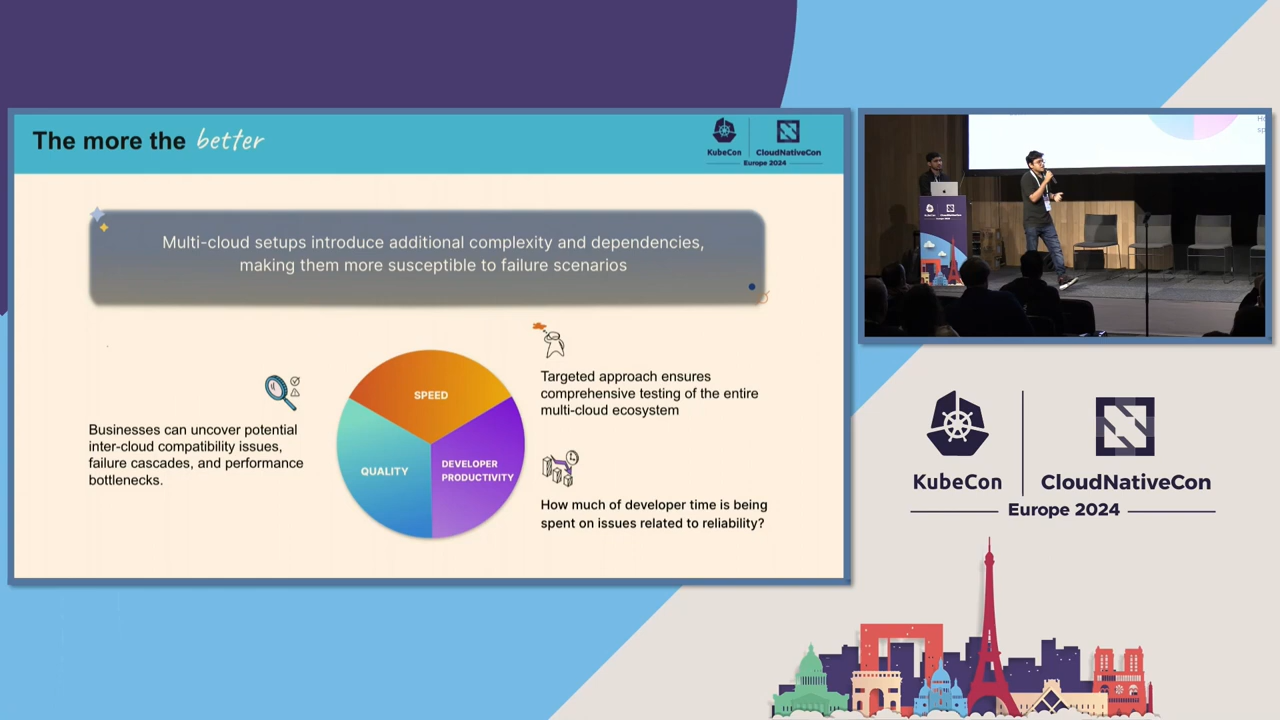 The more the better
KubeCon
CloudNativeCon
Europe 2024
Multi-cloud setups introduce additional complexity and dependencies,
making them more susceptible to failure scenarios
Businesses can uncover potential
inter-cloud compatibility issues,
failure cascades, and performance
bottlenecks.
SPEED
QUALITY
DEVELOPER
PRODUCTIVITY
Targeted approach ensures
comprehensive testing of the entire
multi-cloud ecosystem
How much of developer time is being
spent on issues related to reliability?
KubeCon
CloudNativeCon
Europe 2024